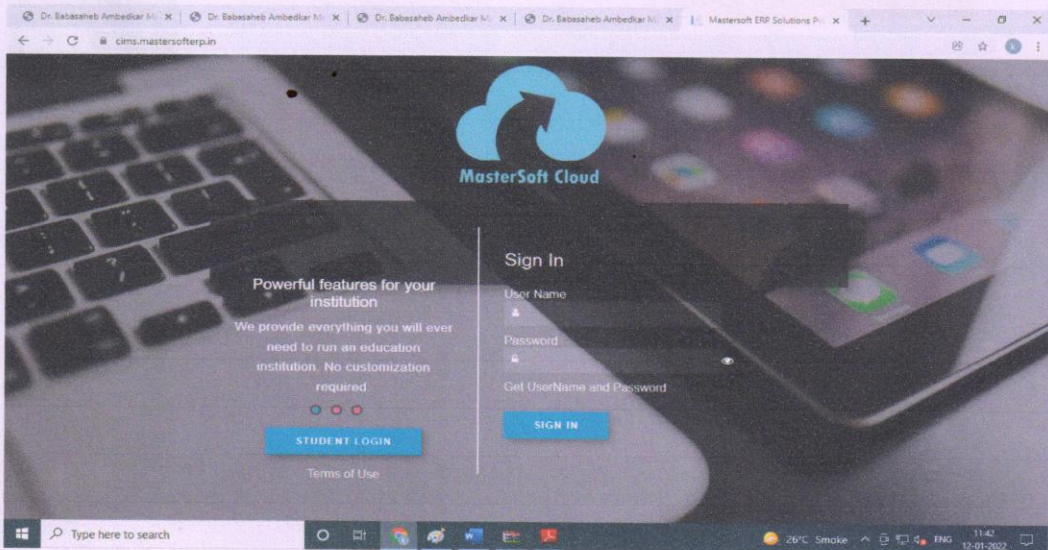 Dr. Babasaheb Ambedkar M
Dr. Babasaheb Ambedkar M
Dr. Babasaheb Ambedkar M
Dr. Babasaheb Ambedkar M
Mastersoft ERP Solutions P
cims.mastersofterp.in
MasterSoft Cloud
Powerful features for your
institution
We provide everything you will ever
need to run an education
institution. No customization
required
STUDENT LOGIN
Terms of Use
Sign In
User Name
Password
Get UserName and Password
SIGN IN
Type here to search
26°C Smoke
ENG
11:42
12-01-2022